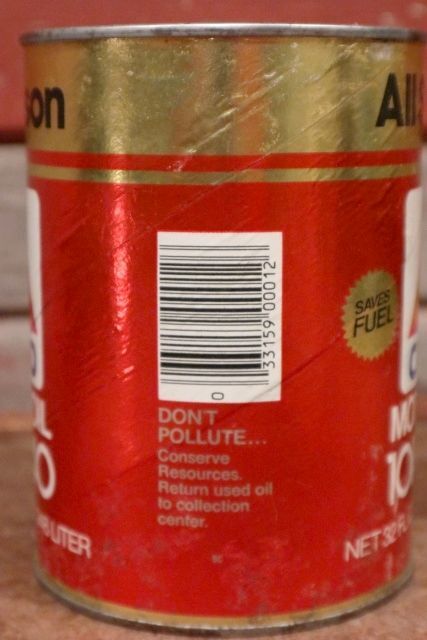 son
All-S
SAVES
FUEL
0
33159 00012
DON'T
POLLUTE...
Conserve
Resources.
Return used oil
to collection
center.
MO
10
LITER
NET 32 FL